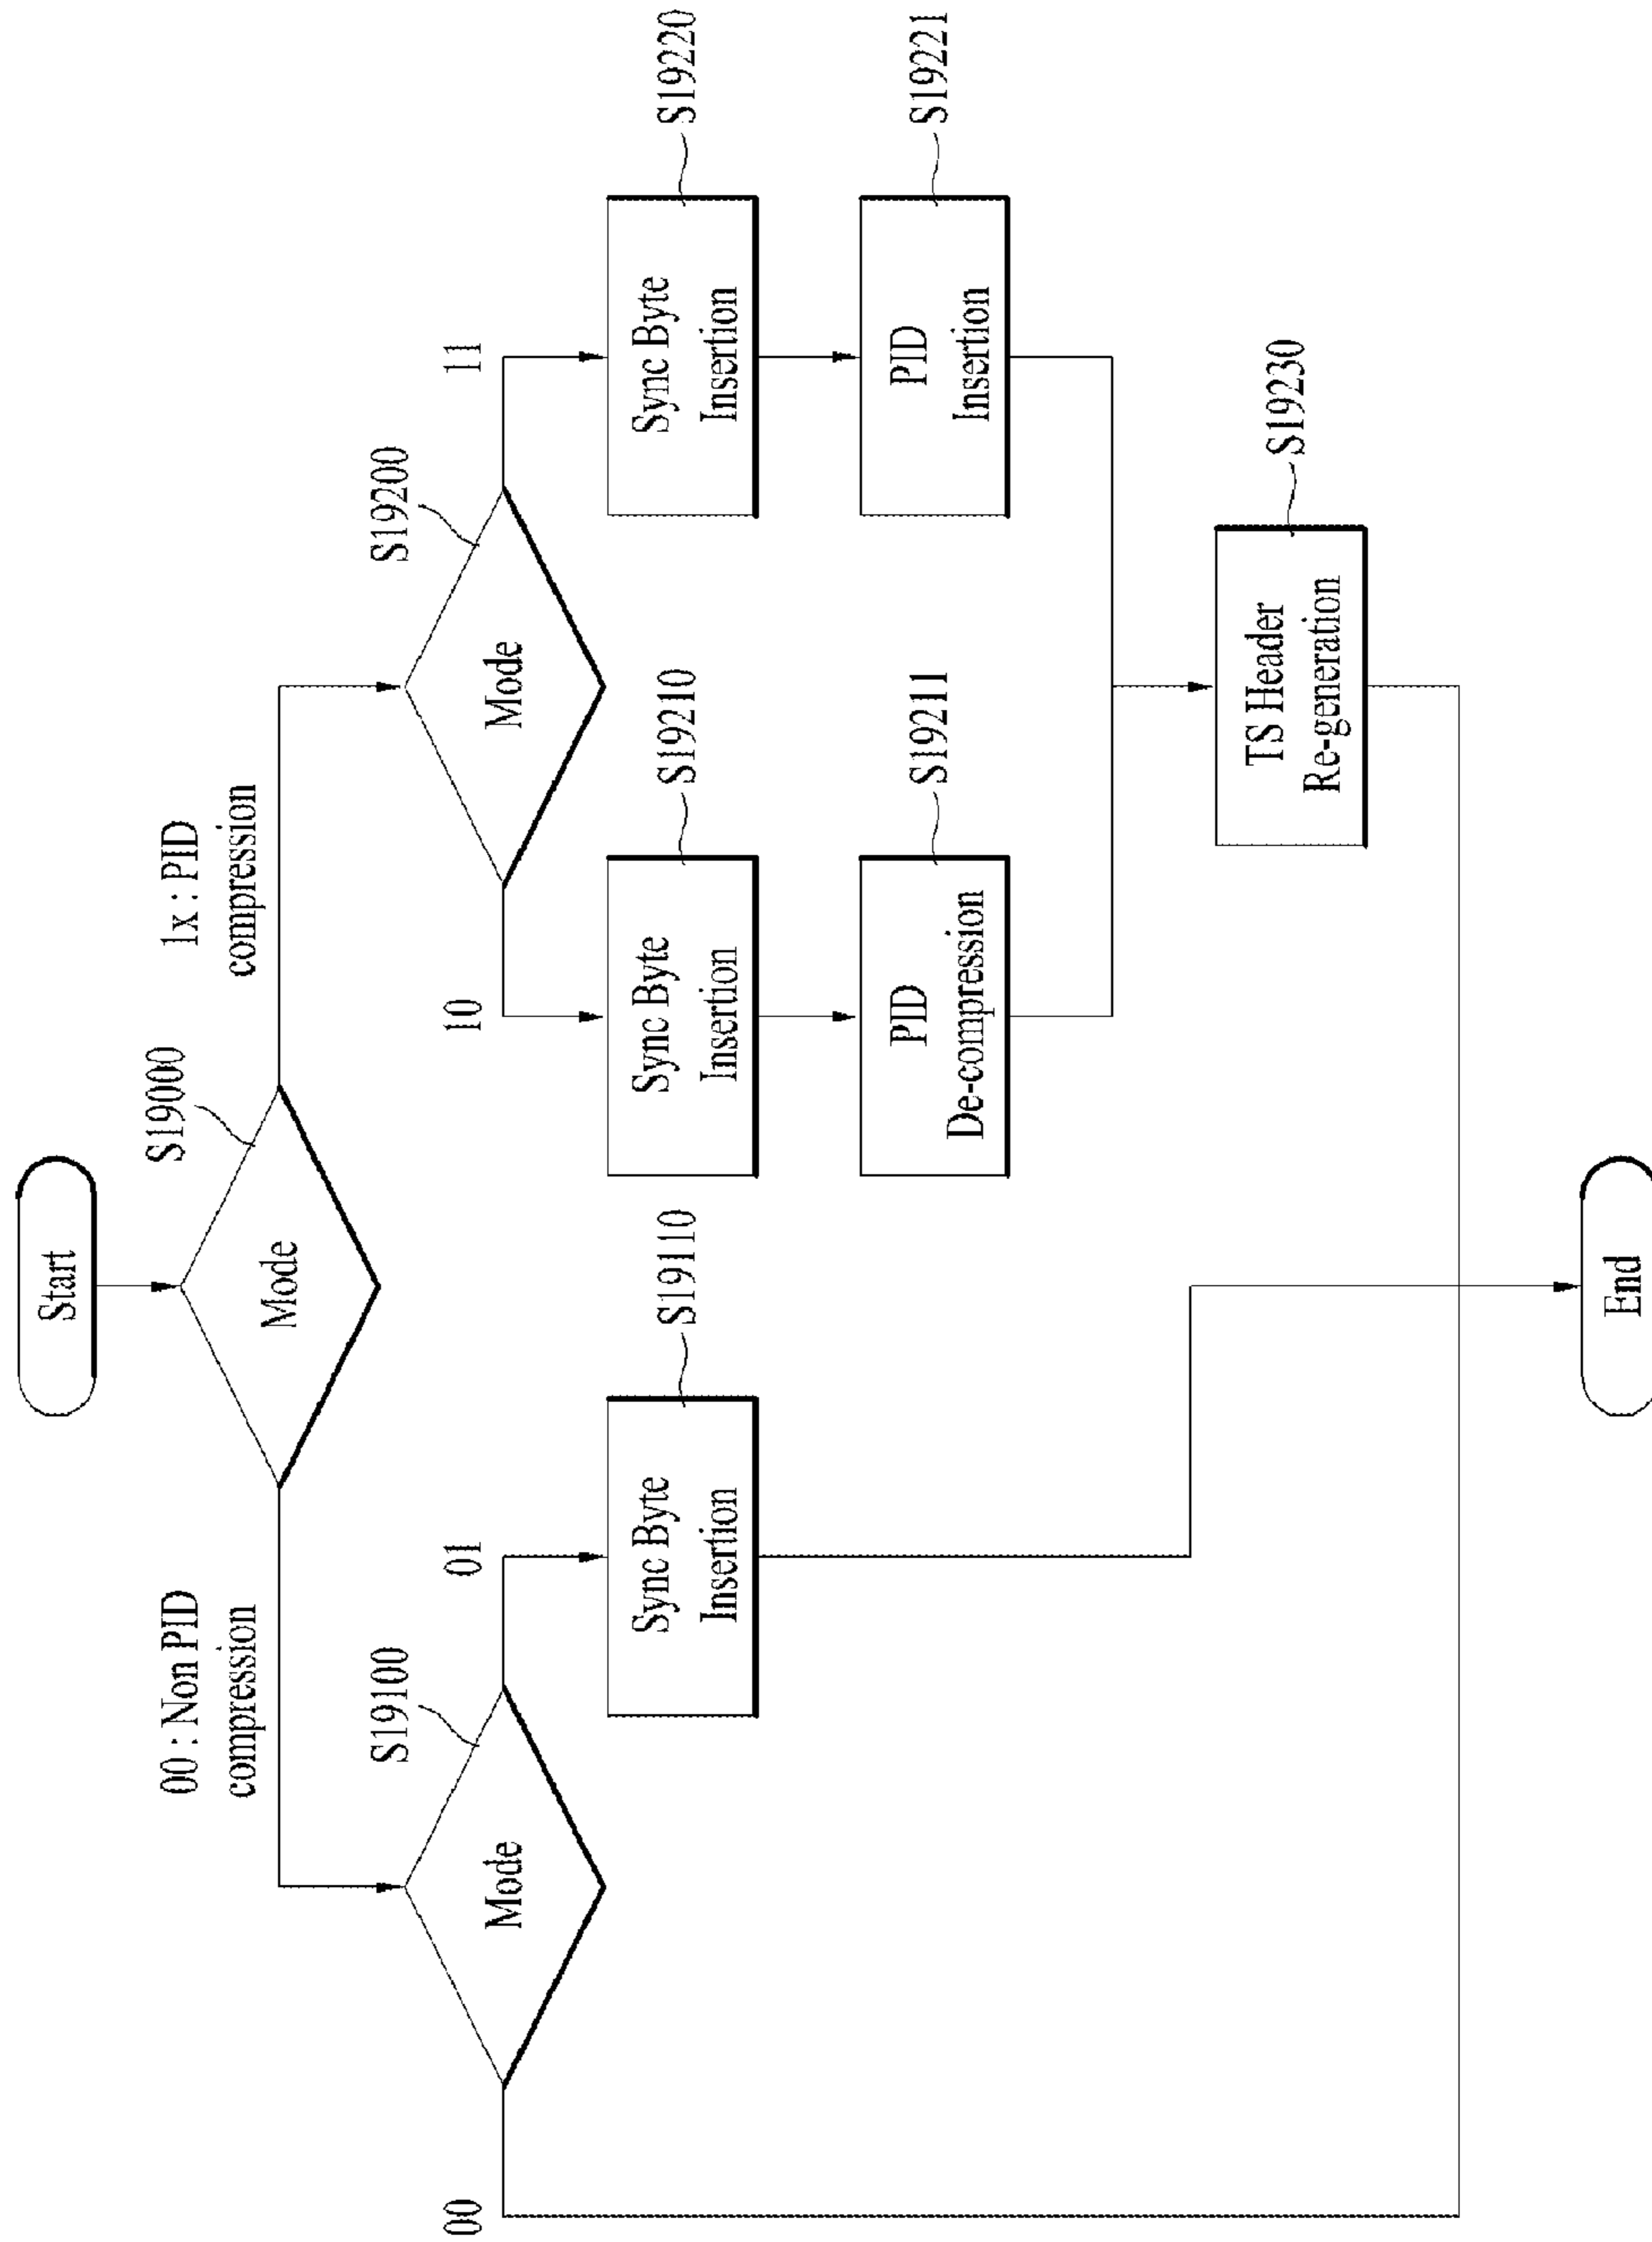 Start
S19000
Mode
00 : Non PID
compression
1x : PID
compression
S19100
Mode
S19200
Mode
00
01
10
11
Sync Byte
Insertion
S19110
Sync Byte
Insertion
S19210
Sync Byte
Insertion
S19220
PID
De-compression
S19211
PID
Insertion
S19221
TS Header
Re-generation
S19230
End